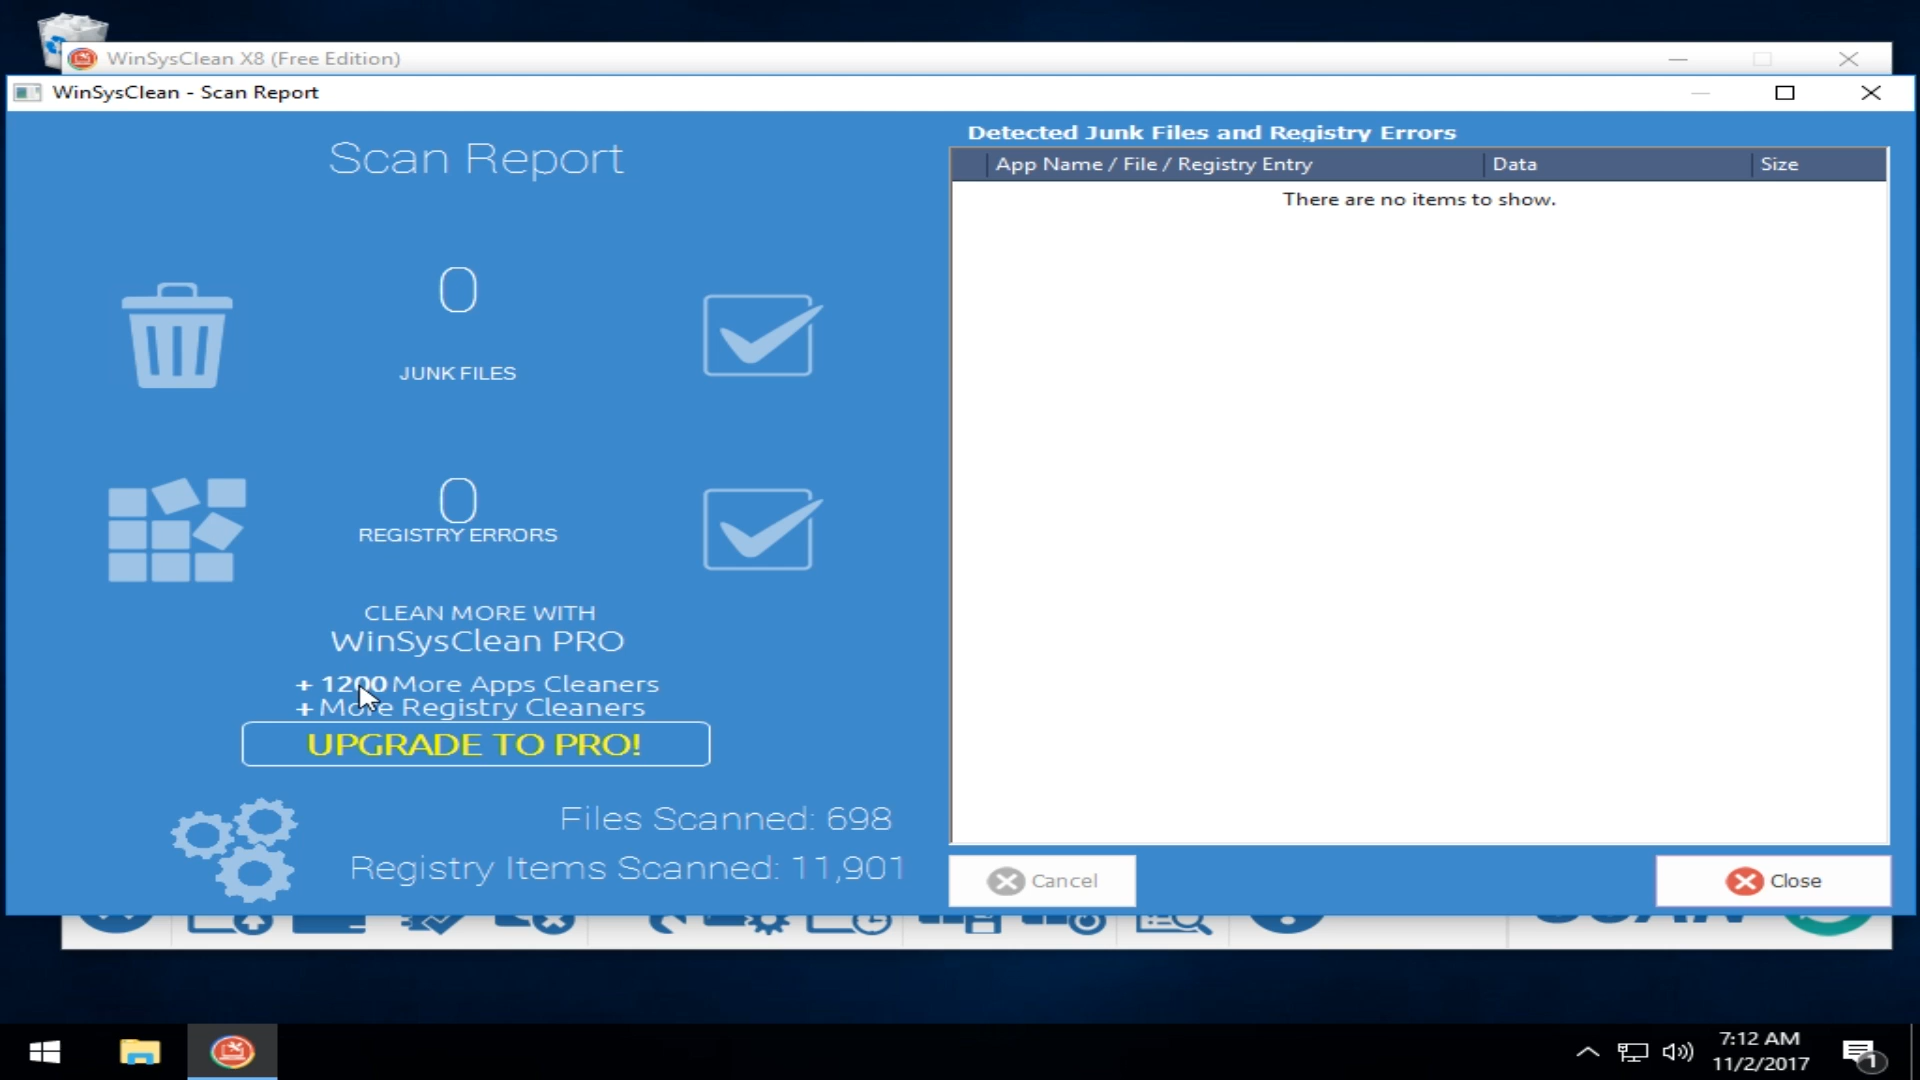 WinSysClean X8 (Free Edition)
WinSysClean - Scan Report
Scan Report
0
JUNK FILES
0
REGISTRY ERRORS
CLEAN MORE WITH
WinSysClean PRO
+ 1200 More Apps Cleaners
+ More Registry Cleaners
UPGRADE TO PRO!
Files Scanned: 698
Registry Items Scanned: 11,901
Detected Junk Files and Registry Errors
App Name / File / Registry Entry Data Size
There are no items to show.
Cancel
Close
SCAN
7:12 AM
11/2/2017
1